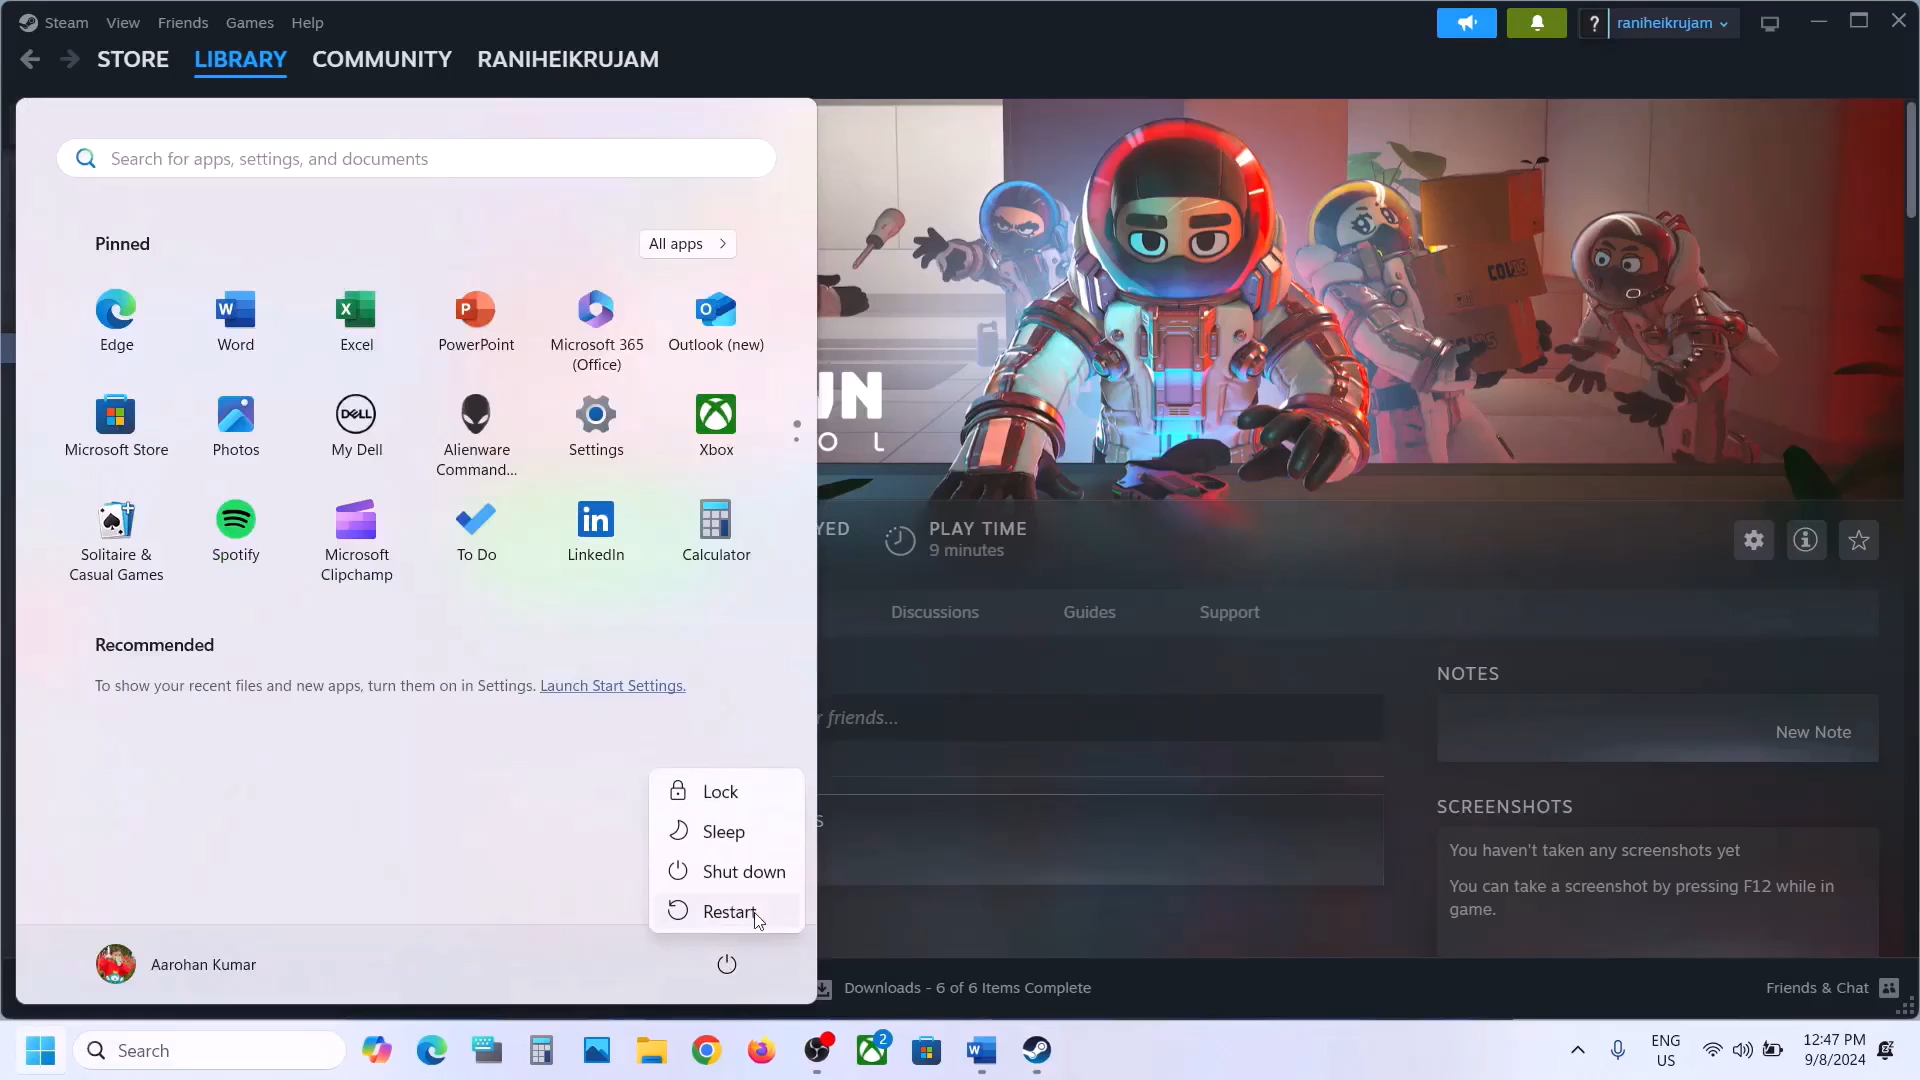 Steam View Friends Games Help
? raniheikrujam
STORE LIBRARY COMMUNITY RANIHEIKRUJAM
Search for apps, settings, and documents
Pinned
All apps
Edge
Word
Excel
PowerPoint
Microsoft 365
(Office)
Outlook (new)
Microsoft Store
Photos
My Dell
Alienware
Command...
Settings
Xbox
Solitaire &
Casual Games
Spotify
Microsoft
Clipchamp
To Do
LinkedIn
Calculator
Recommended
To show your recent files and new apps, turn them on in Settings. Launch Start Settings.
Lock
Sleep
Shut down
Restart
Aarohan Kumar
WN
O L
YED
PLAY TIME
9 minutes
Discussions Guides Support
r friends...
S
NOTES
New Note
SCREENSHOTS
You haven't taken any screenshots yet
You can take a screenshot by pressing F12 while in
game.
Downloads - 6 of 6 Items Complete
Friends & Chat
Search
2
ENG
US
12:47 PM
9/8/2024